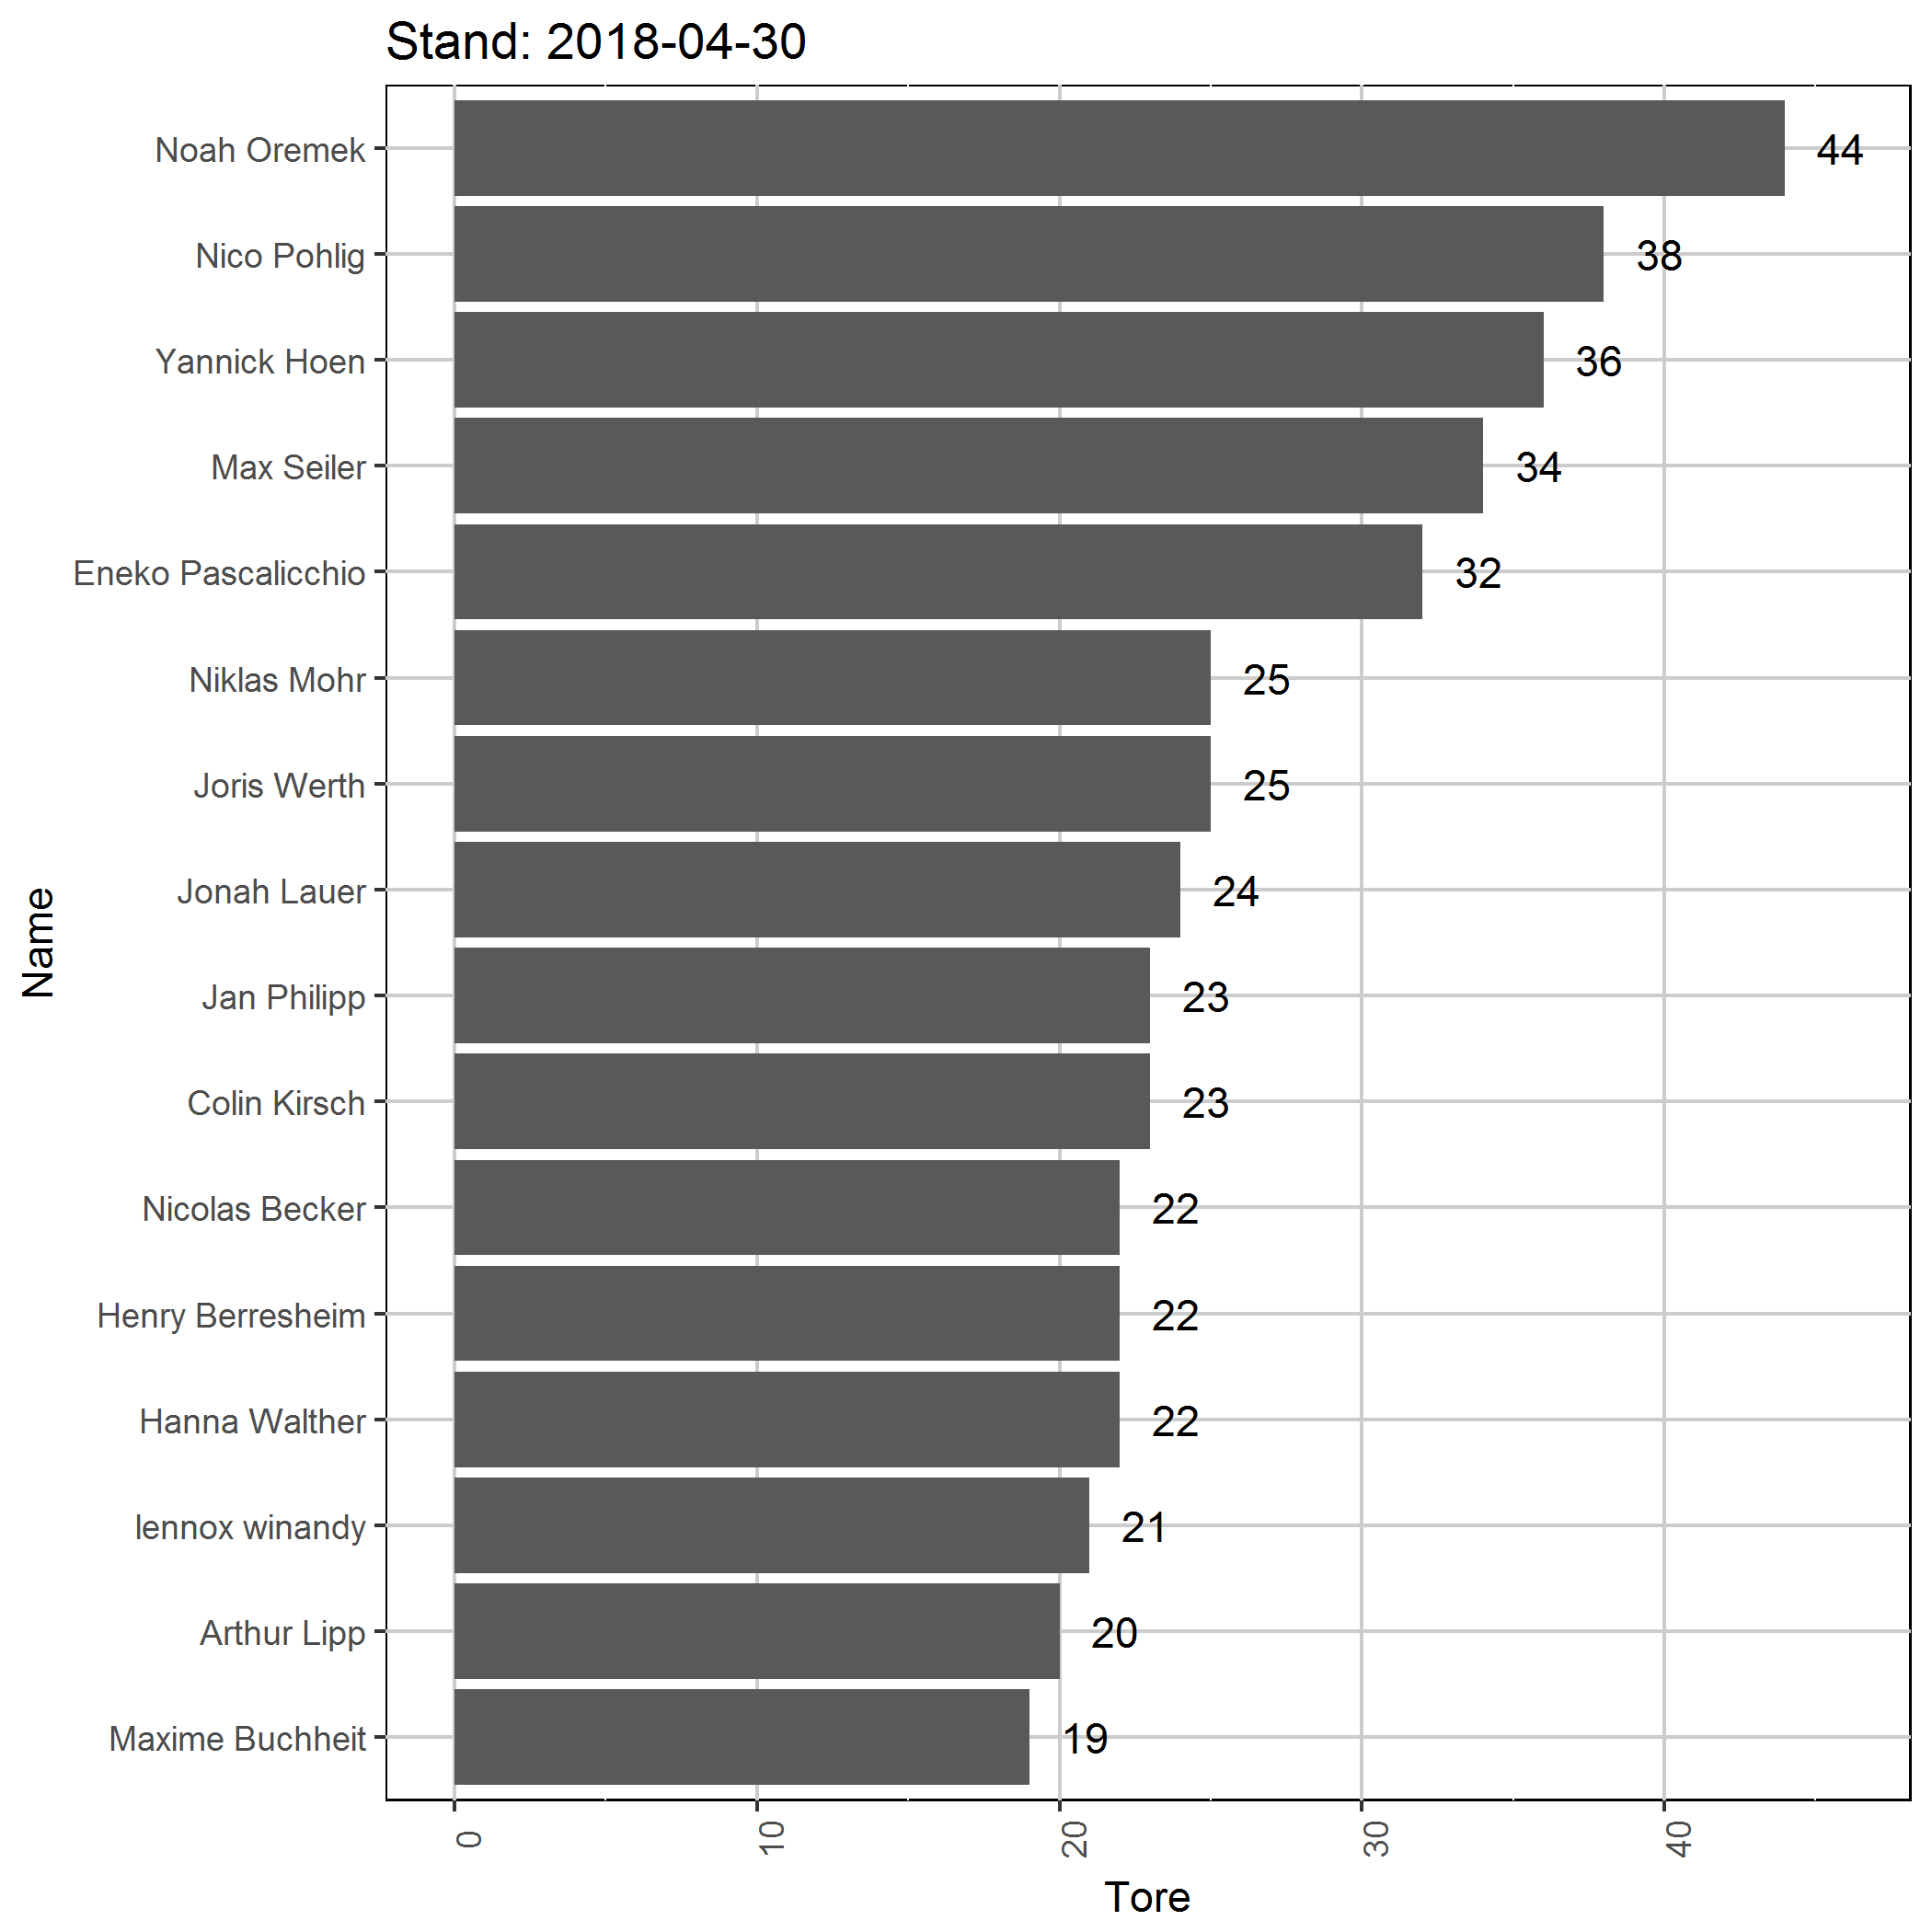 Stand: 2018-04-30
Noah Oremek 44
Nico Pohlig 38
Yannick Hoen 36
Max Seiler 34
Eneko Pascalicchio 32
Niklas Mohr 25
Joris Werth 25
Jonah Lauer 24
Jan Philipp 23
Colin Kirsch 23
Nicolas Becker 22
Henry Berresheim 22
Hanna Walther 22
lennox winandy 21
Arthur Lipp 20
Maxime Buchheit 19
Name
0 10 20 30 40
Tore